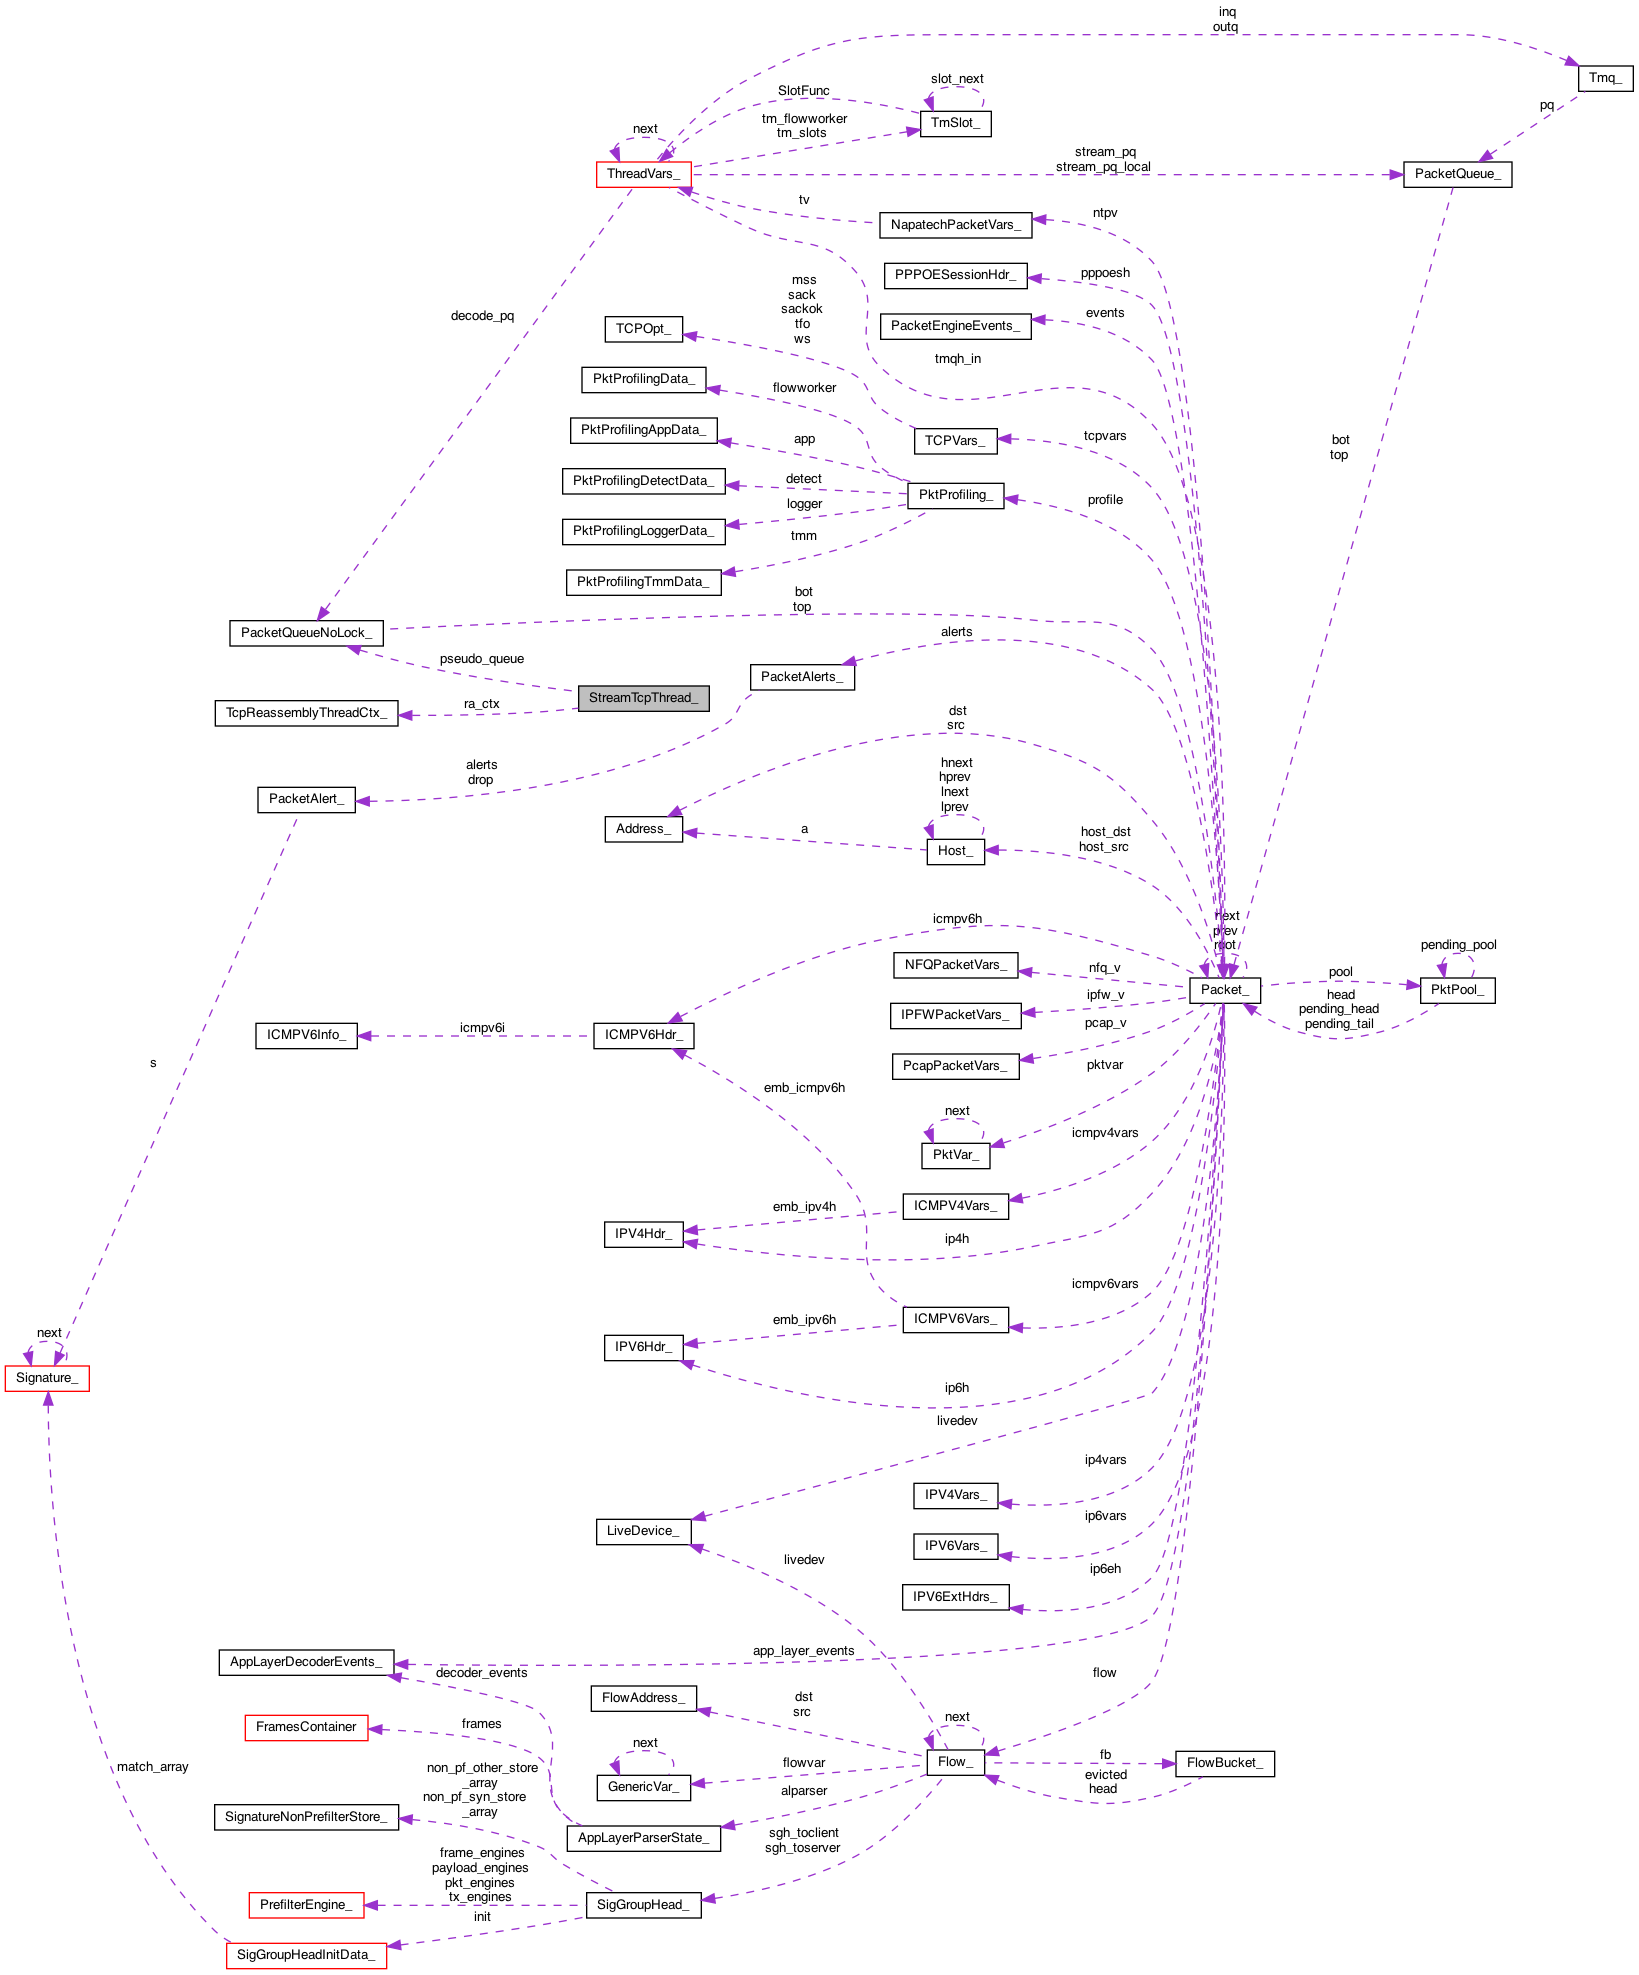 inq
outq
Tmq_
slot_next
SlotFunc
TmSlot_
pq
tm_flowworker
tm_slots
next
ThreadVars_
stream_pq
stream_pq_local
PacketQueue_
tv
NapatechPacketVars_
ntpv
PPPOESessionHdr_
pppoesh
mss
sack
sackok
tfo
ws
TCPOpt_
decode_pq
PacketEngineEvents_
events
tmqh_in
PktProfilingData_
flowworker
PktProfilingAppData_
app
TCPVars_
tcpvars
bot
top
PktProfilingDetectData_
detect
PktProfiling_
profile
logger
PktProfilingLoggerData_
tmm
PktProfilingTmmData_
bot
top
PacketQueueNoLock_
pseudo_queue
alerts
PacketAlerts_
StreamTcpThread_
TcpReassemblyThreadCtx_
ra_ctx
dst
src
alerts
drop
PacketAlert_
hnext
hprev
lnext
lprev
Address_
a
Host_
host_dst
host_src
icmpv6h
next
prev
root
pending_pool
NFQPacketVars_
nfq_v
Packet_
pool
PktPool_
ipfw_v
IPFWPacketVars_
head
pending_head
pending_tail
pcap_v
ICMPV6Info_
icmpv6i
ICMPV6Hdr_
PcapPacketVars_
pktvar
s
emb_icmpv6h
next
PktVar_
icmpv4vars
ICMPV4Vars_
emb_ipv4h
IPV4Hdr_
ip4h
icmpv6vars
ICMPV6Vars_
emb_ipv6h
IPV6Hdr_
next
Signature_
ip6h
livedev
ip4vars
IPV4Vars_
ip6vars
LiveDevice_
IPV6Vars_
livedev
ip6eh
IPV6ExtHdrs_
app_layer_events
AppLayerDecoderEvents_
decoder_events
flow
FlowAddress_
dst
src
next
FramesContainer
frames
next
Flow_
fb
FlowBucket_
match_array
non_pf_other_store
_array
non_pf_syn_store
_array
GenericVar_
flowvar
alparser
evicted
head
SignatureNonPrefilterStore_
AppLayerParserState_
sgh_toclient
sgh_toserver
frame_engines
payload_engines
pkt_engines
tx_engines
PrefilterEngine_
SigGroupHead_
init
SigGroupHeadInitData_